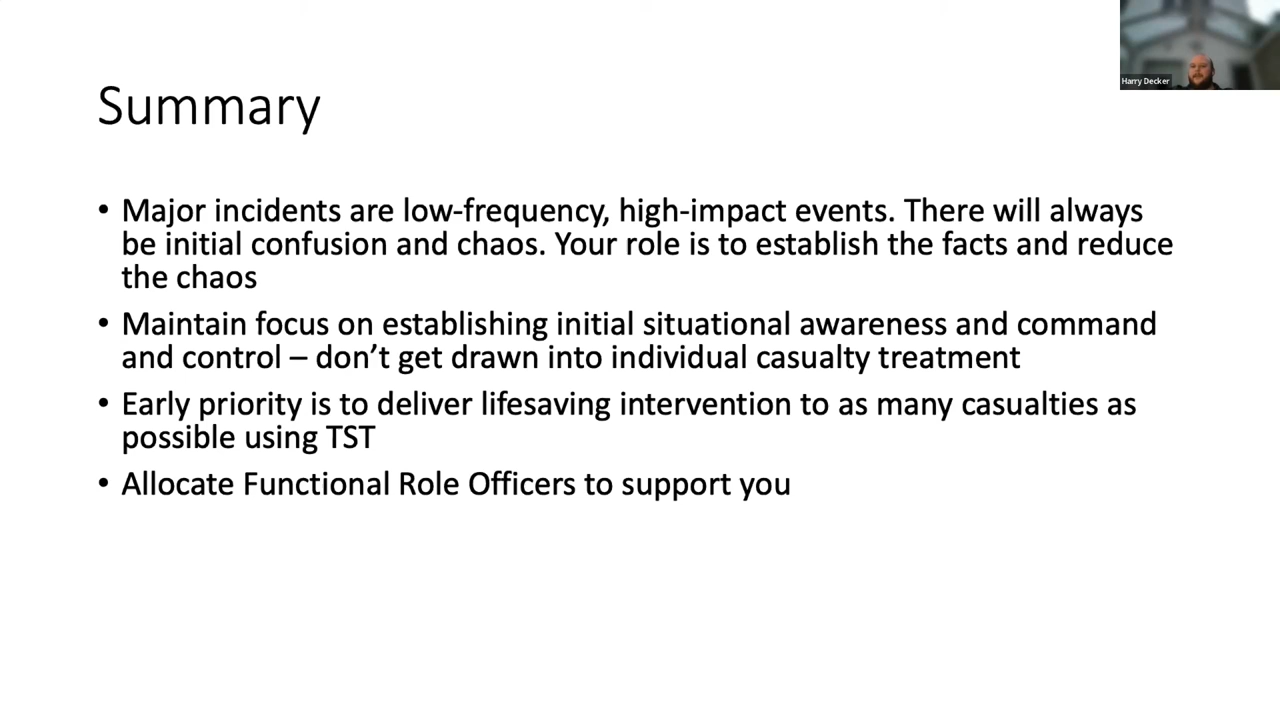 Harry Decker
Summary
• Major incidents are low-frequency, high-impact events. There will always
be initial confusion and chaos. Your role is to establish the facts and reduce
the chaos
• Maintain focus on establishing initial situational awareness and command
and control – don’t get drawn into individual casualty treatment
• Early priority is to deliver lifesaving intervention to as many casualties as
possible using TST
• Allocate Functional Role Officers to support you